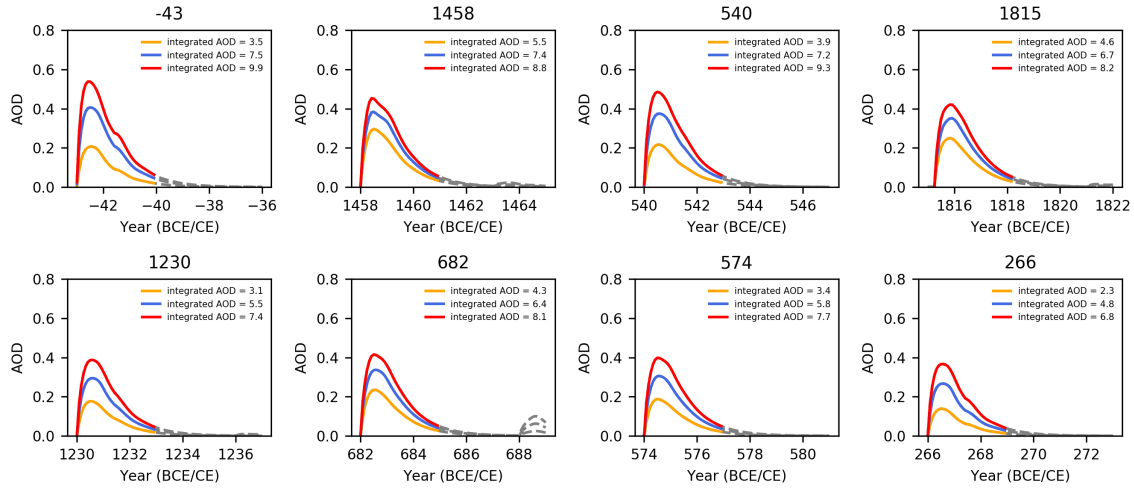 -43
integrated AOD = 3.5
integrated AOD = 7.5
integrated AOD = 9.9
AOD
0.8
0.6
0.4
0.2
0.0
−42 −40 −38 −36
Year (BCE/CE)
1458
integrated AOD = 5.5
integrated AOD = 7.4
integrated AOD = 8.8
AOD
0.8
0.6
0.4
0.2
0.0
1458 1460 1462 1464
Year (BCE/CE)
540
integrated AOD = 3.9
integrated AOD = 7.2
integrated AOD = 9.3
AOD
0.8
0.6
0.4
0.2
0.0
540 542 544 546
Year (BCE/CE)
1815
integrated AOD = 4.6
integrated AOD = 6.7
integrated AOD = 8.2
AOD
0.8
0.6
0.4
0.2
0.0
1816 1818 1820 1822
Year (BCE/CE)
1230
integrated AOD = 3.1
integrated AOD = 5.5
integrated AOD = 7.4
AOD
0.8
0.6
0.4
0.2
0.0
1230 1232 1234 1236
Year (BCE/CE)
682
integrated AOD = 4.3
integrated AOD = 6.4
integrated AOD = 8.1
AOD
0.8
0.6
0.4
0.2
0.0
682 684 686 688
Year (BCE/CE)
574
integrated AOD = 3.4
integrated AOD = 5.8
integrated AOD = 7.7
AOD
0.8
0.6
0.4
0.2
0.0
574 576 578 580
Year (BCE/CE)
266
integrated AOD = 2.3
integrated AOD = 4.8
integrated AOD = 6.8
AOD
0.8
0.6
0.4
0.2
0.0
266 268 270 272
Year (BCE/CE)